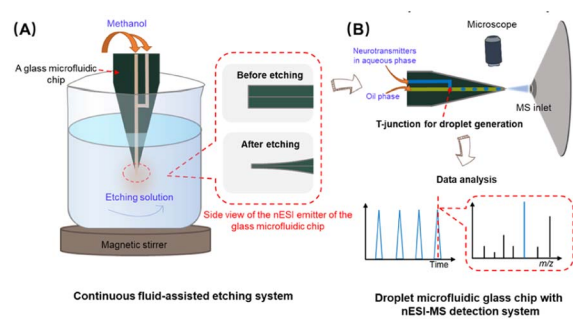 (A)
Methanol
A glass microfluidic
chip
Before etching
After etching
Etching solution
Side view of the nESI emitter of the
glass microfluidic chip
Magnetic stirrer
Continuous fluid-assisted etching system
(B)
Microscope
Neurotransmitters
in aqueous phase
Oil phase
MS inlet
T-junction for droplet generation
Data analysis
Time
m/z
Droplet microfluidic glass chip with
nESI-MS detection system